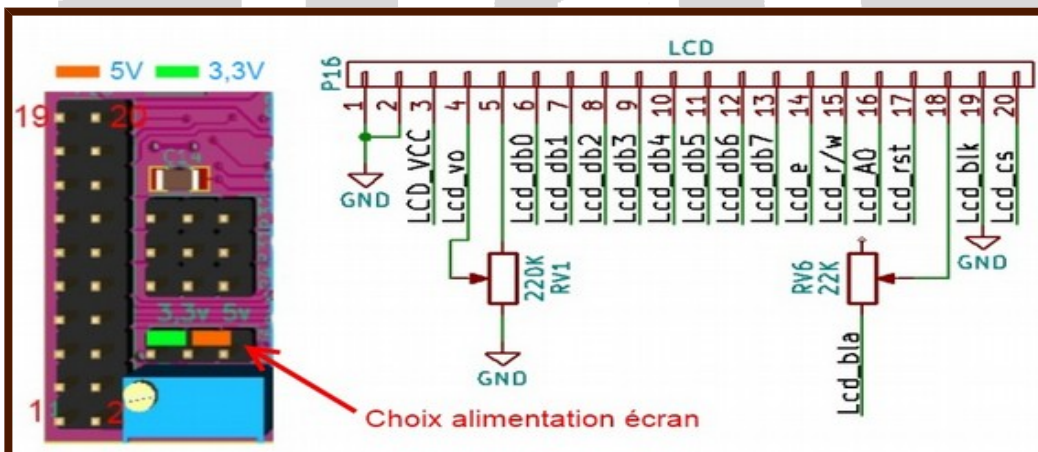 5V 3,3V
19 20
C14
3,3v 5v
1 2
Choix alimentation écran
LCD
P16
1 2 3 4 5 6 7 8 9 10 11 12 13 14 15 16 17 18 19 20
LCD_VCC
Lcd_vo
Lcd_db0
Lcd_db1
Lcd_db2
Lcd_db3
Lcd_db4
Lcd_db5
Lcd_db6
Lcd_db7
Lcd_e
Lcd_r/w
Lcd_A0
Lcd_rst
Lcd_blk
Lcd_cs
GND
220K
RV1
GND
RV6
22K
GND
Lcd_bla